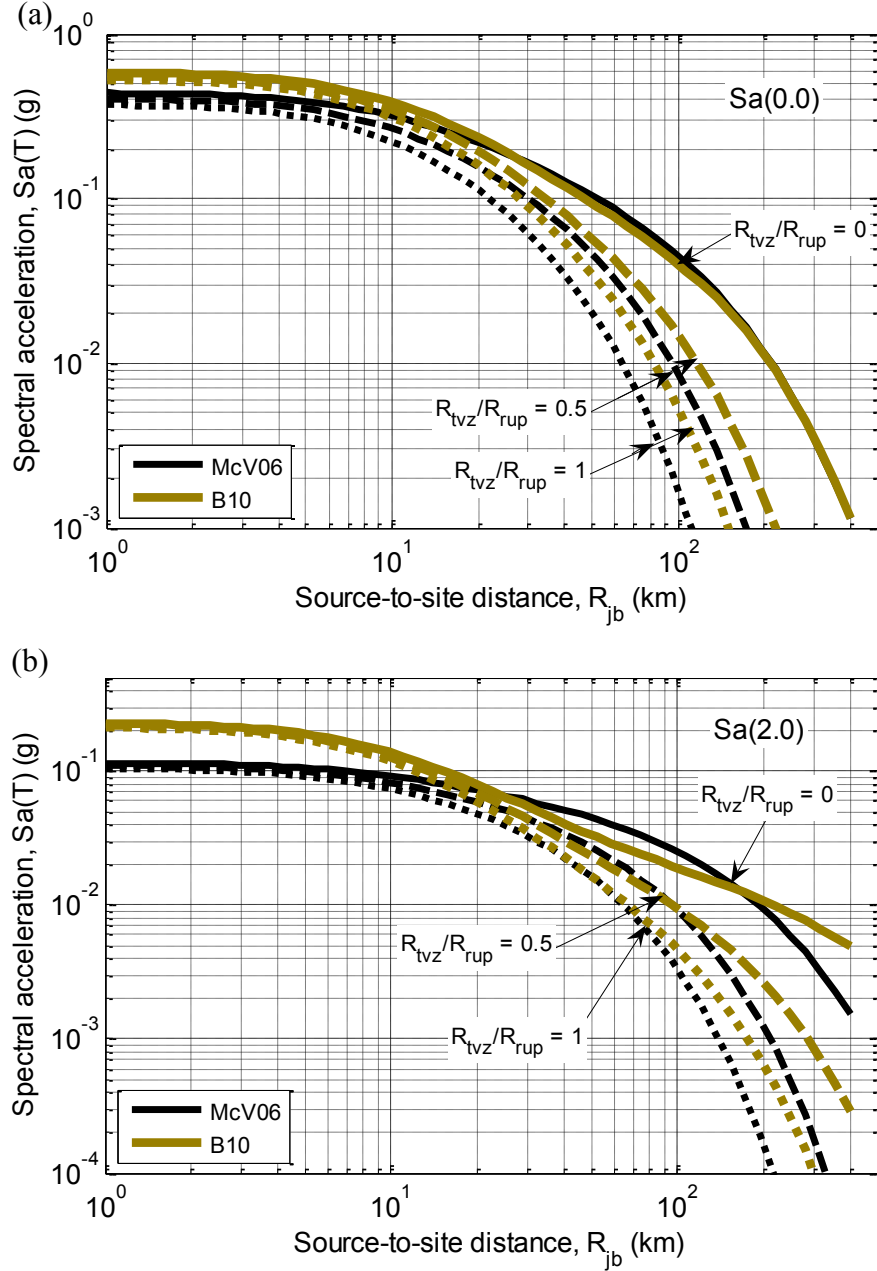 (a)
10^0
Sa(0.0)
10^-1
R_tvz/R_rup = 0
Spectral acceleration, Sa(T) (g)
10^-2
R_tvz/R_rup = 0.5
R_tvz/R_rup = 1
McV06
B10
10^-3
10^0
10^1
10^2
Source-to-site distance, R_jb (km)
(b)
Sa(2.0)
10^-1
R_tvz/R_rup = 0
Spectral acceleration, Sa(T) (g)
10^-2
R_tvz/R_rup = 0.5
10^-3
R_tvz/R_rup = 1
McV06
B10
10^-4
10^0
10^1
10^2
Source-to-site distance, R_jb (km)